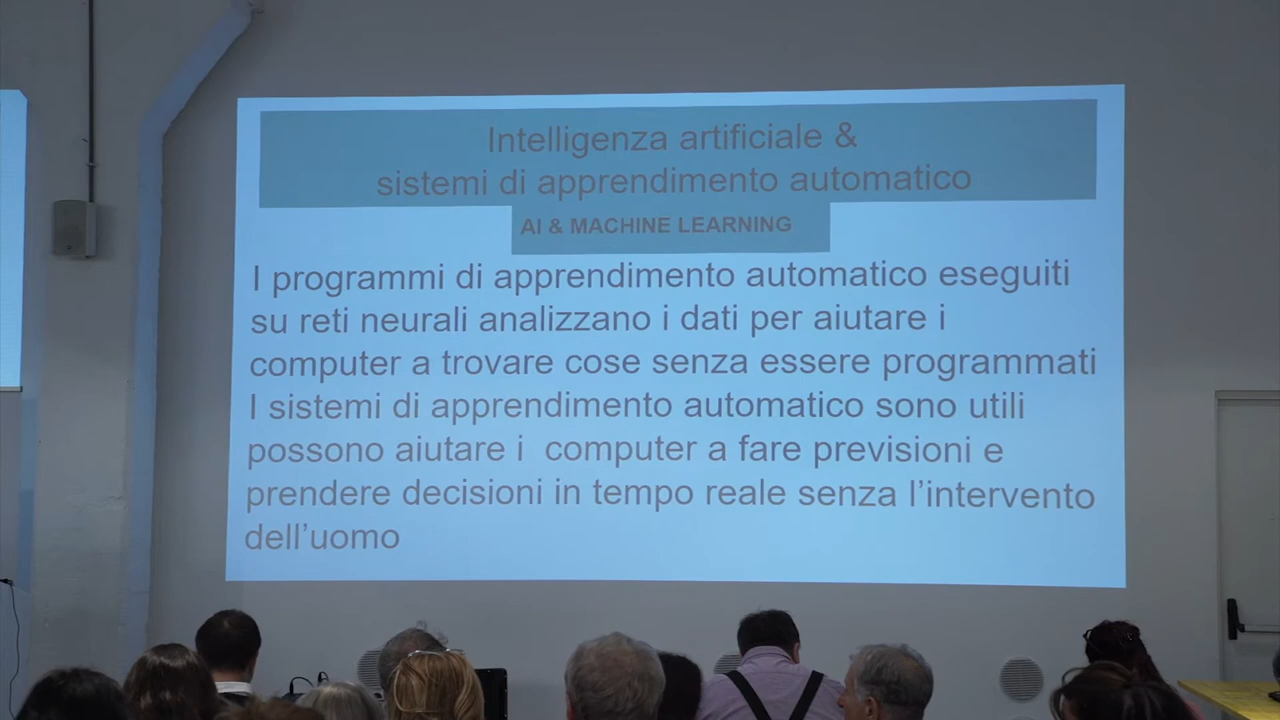 Intelligenza artificiale &
sistemi di apprendimento automatico
AI & MACHINE LEARNING
I programmi di apprendimento automatico eseguiti
su reti neurali analizzano i dati per aiutare i
computer a trovare cose senza essere programmati
I sistemi di apprendimento automatico sono utili
possono aiutare i  computer a fare previsioni e
prendere decisioni in tempo reale senza l’intervento
dell’uomo